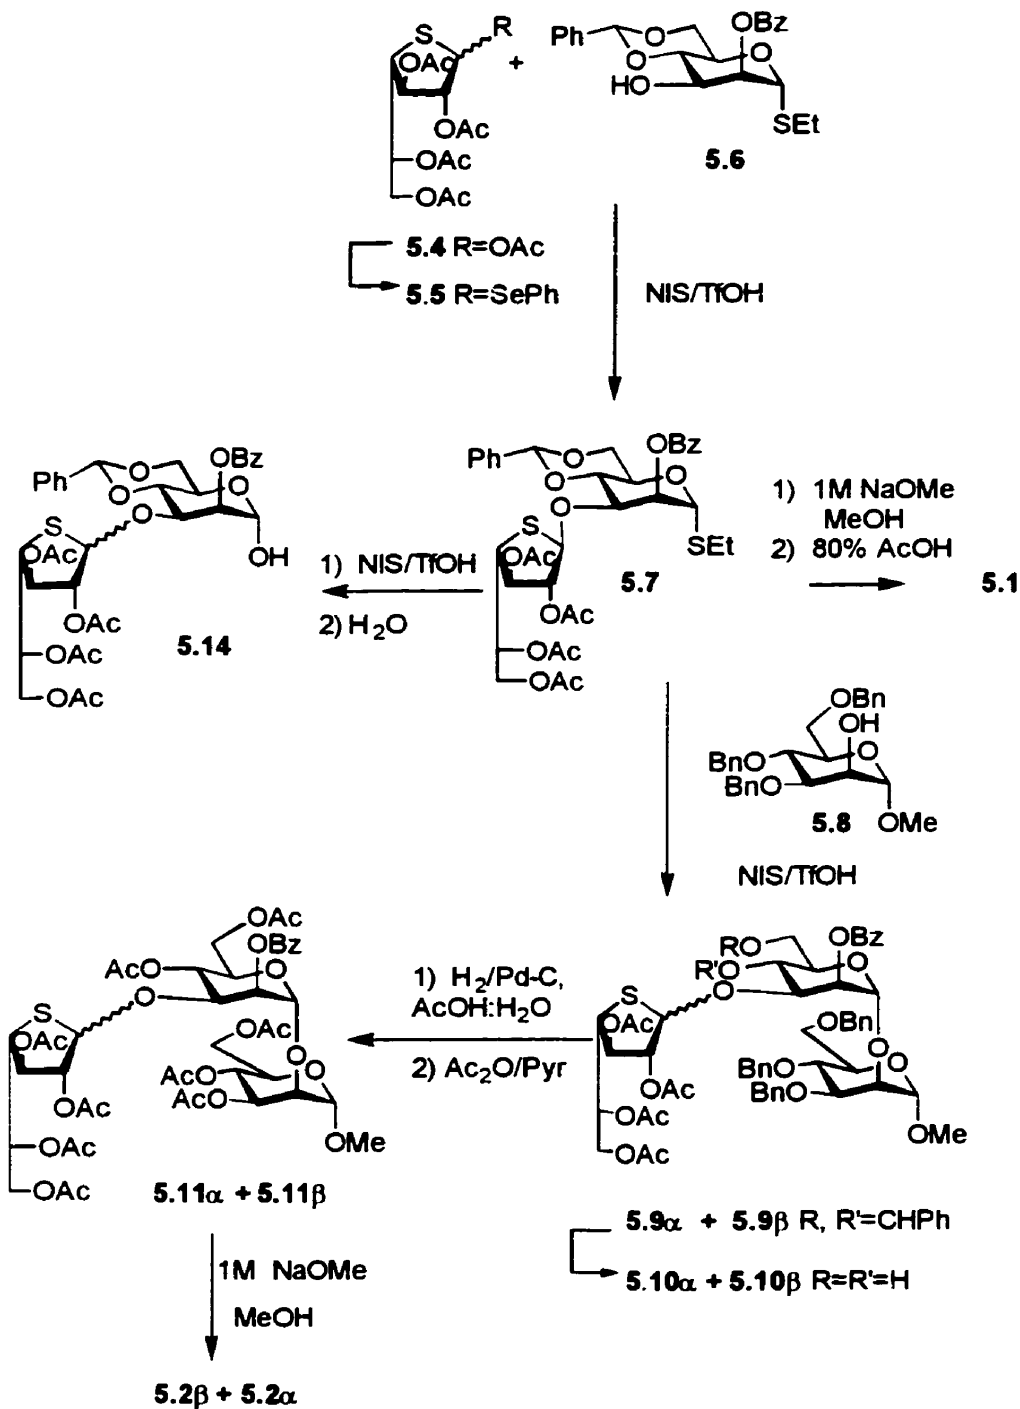 R
S
OAc
+
OAc
OAc
OAc
5.4 R=OAc
5.5 R=SePh
Ph
O
O
OBz
O
HO
SEt
5.6
NIS/TfOH
Ph
O
O
OBz
O
O
S
OAc
OH
OAc
OAc
OAc
5.14
1) NIS/TfOH
2) H2O
Ph
O
O
OBz
O
O
S
OAc
SEt
OAc
OAc
OAc
5.7
1) 1M NaOMe
MeOH
2) 80% AcOH
5.1
OBn
OH
O
BnO
BnO
5.8
OMe
NIS/TfOH
OAc
OBz
AcO
O
O
S
OAc
OAc
O
O
AcO
AcO
OAc
OMe
OAc
OAc
5.11α + 5.11β
1) H2/Pd-C,
AcOH:H2O
2) Ac2O/Pyr
RO
OBz
R'O
O
O
S
OAc
OBn
O
O
BnO
BnO
OAc
OMe
OAc
OAc
5.9α + 5.9β R, R'=CHPh
5.10α + 5.10β R=R'=H
1M NaOMe
MeOH
5.2β + 5.2α